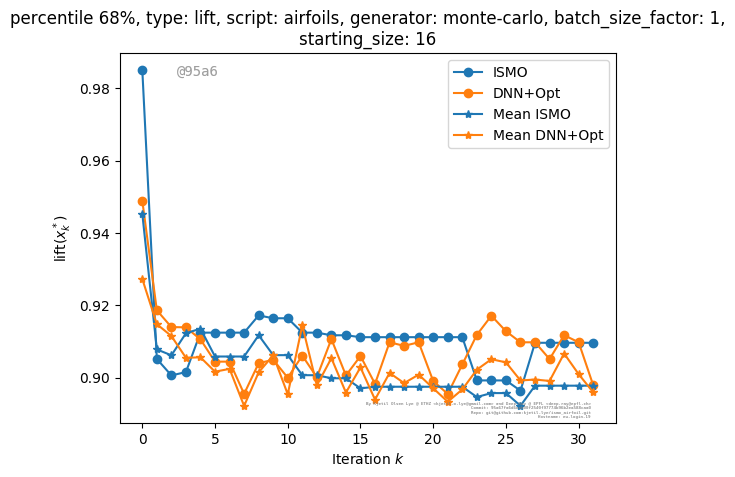 percentile 68%, type: lift, script: airfoils, generator: monte-carlo, batch_size_factor: 1,
starting_size: 16
@95a6
ISMO
DNN+Opt
Mean ISMO
Mean DNN+Opt
0.98
0.96
0.94
0.92
0.90
lift(x*k)
0 5 10 15 20 25 30
Iteration k